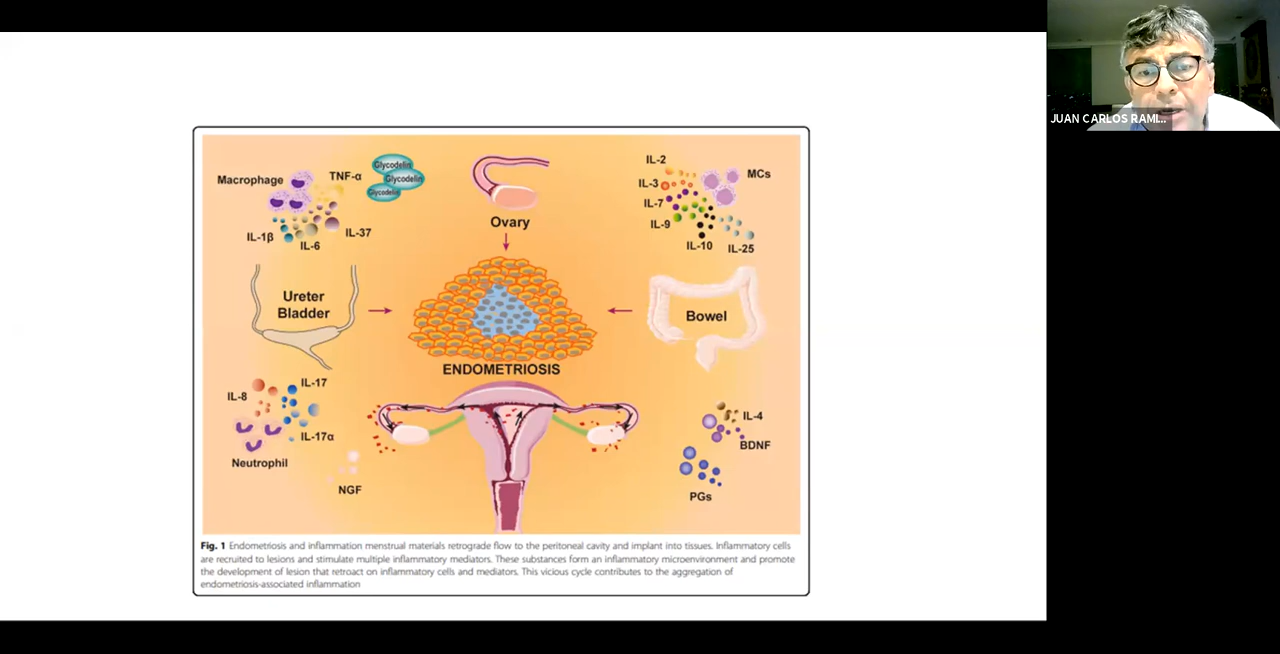 JUAN CARLOS RAMI...
Macrophage
TNF-α
Glycodelin
Glycodelin
Glycodelin
IL-1β
IL-6
IL-37
Ovary
IL-2
IL-3
IL-7
IL-9
IL-10
IL-25
MCs
Ureter
Bladder
Bowel
ENDOMETRIOSIS
IL-8
IL-17
IL-17α
Neutrophil
NGF
IL-4
BDNF
PGs
Fig. 1 Endometriosis and inflammation menstrual materials retrograde flow to the peritoneal cavity and implant into tissues. Inflammatory cells
are recruited to lesions and stimulate multiple inflammatory mediators. These substances form an inflammatory microenvironment and promote
the development of lesion that retroact on inflammatory cells and mediators. This vicious cycle contributes to the aggregation of
endometriosis-associated inflammation